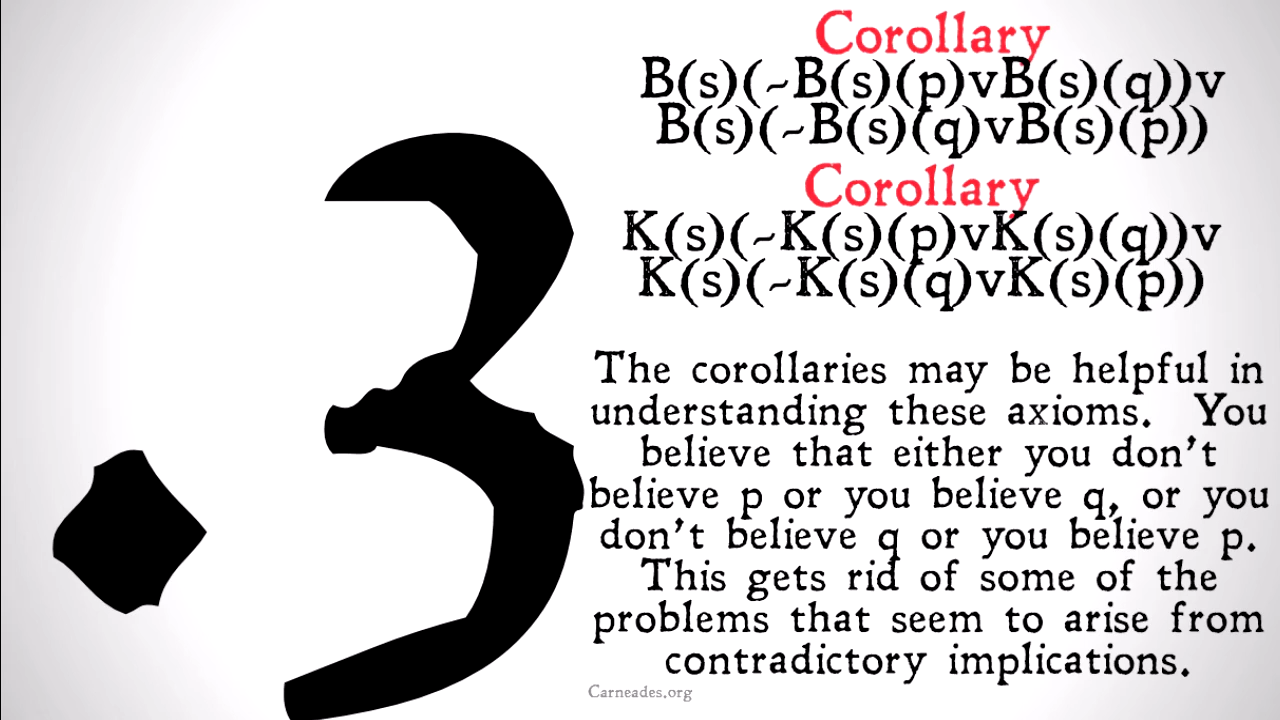 .3
Corollary
B(s)(~B(s)(p)vB(s)(q))v
B(s)(~B(s)(q)vB(s)(p))
Corollary
K(s)(~K(s)(p)vK(s)(q))v
K(s)(~K(s)(q)vK(s)(p))
The corollaries may be helpful in
understanding these axioms.  You
believe that either you don't
believe p or you believe q, or you
don't believe q or you believe p.
This gets rid of some of the
problems that seem to arise from
contradictory implications.
Carneades.org